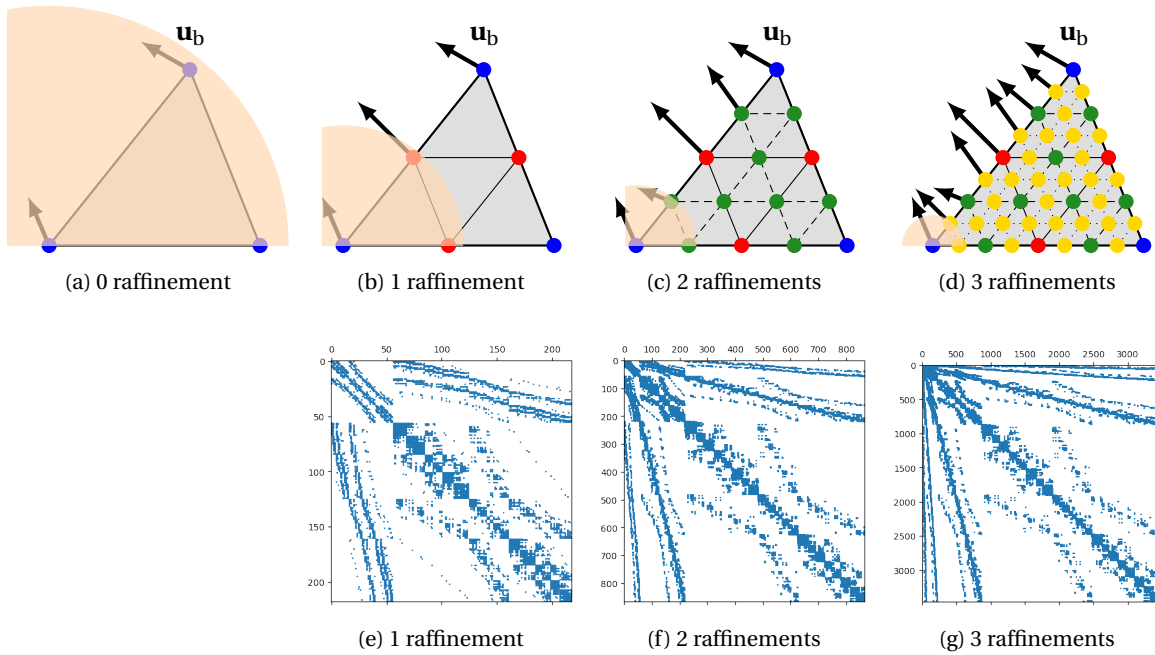 u_b
u_b
u_b
u_b
(a) 0 raffinement
(b) 1 raffinement
(c) 2 raffinements
(d) 3 raffinements
0 50 100 150 200
0
50
100
150
200
0 100 200 300 400 500 600 700 800
0
100
200
300
400
500
600
700
800
0 500 1000 1500 2000 2500 3000
0
500
1000
1500
2000
2500
3000
(e) 1 raffinement
(f) 2 raffinements
(g) 3 raffinements